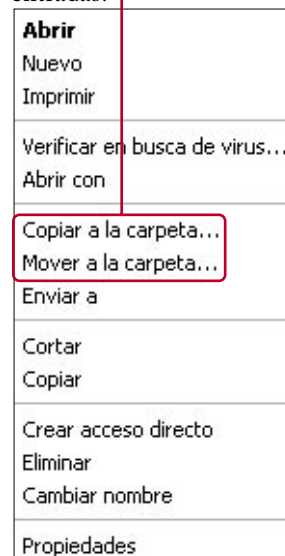 Abrir
Nuevo
Imprimir
Verificar en busca de virus...
Abrir con
Copiar a la carpeta...
Mover a la carpeta...
Enviar a
Cortar
Copiar
Crear acceso directo
Eliminar
Cambiar nombre
Propiedades